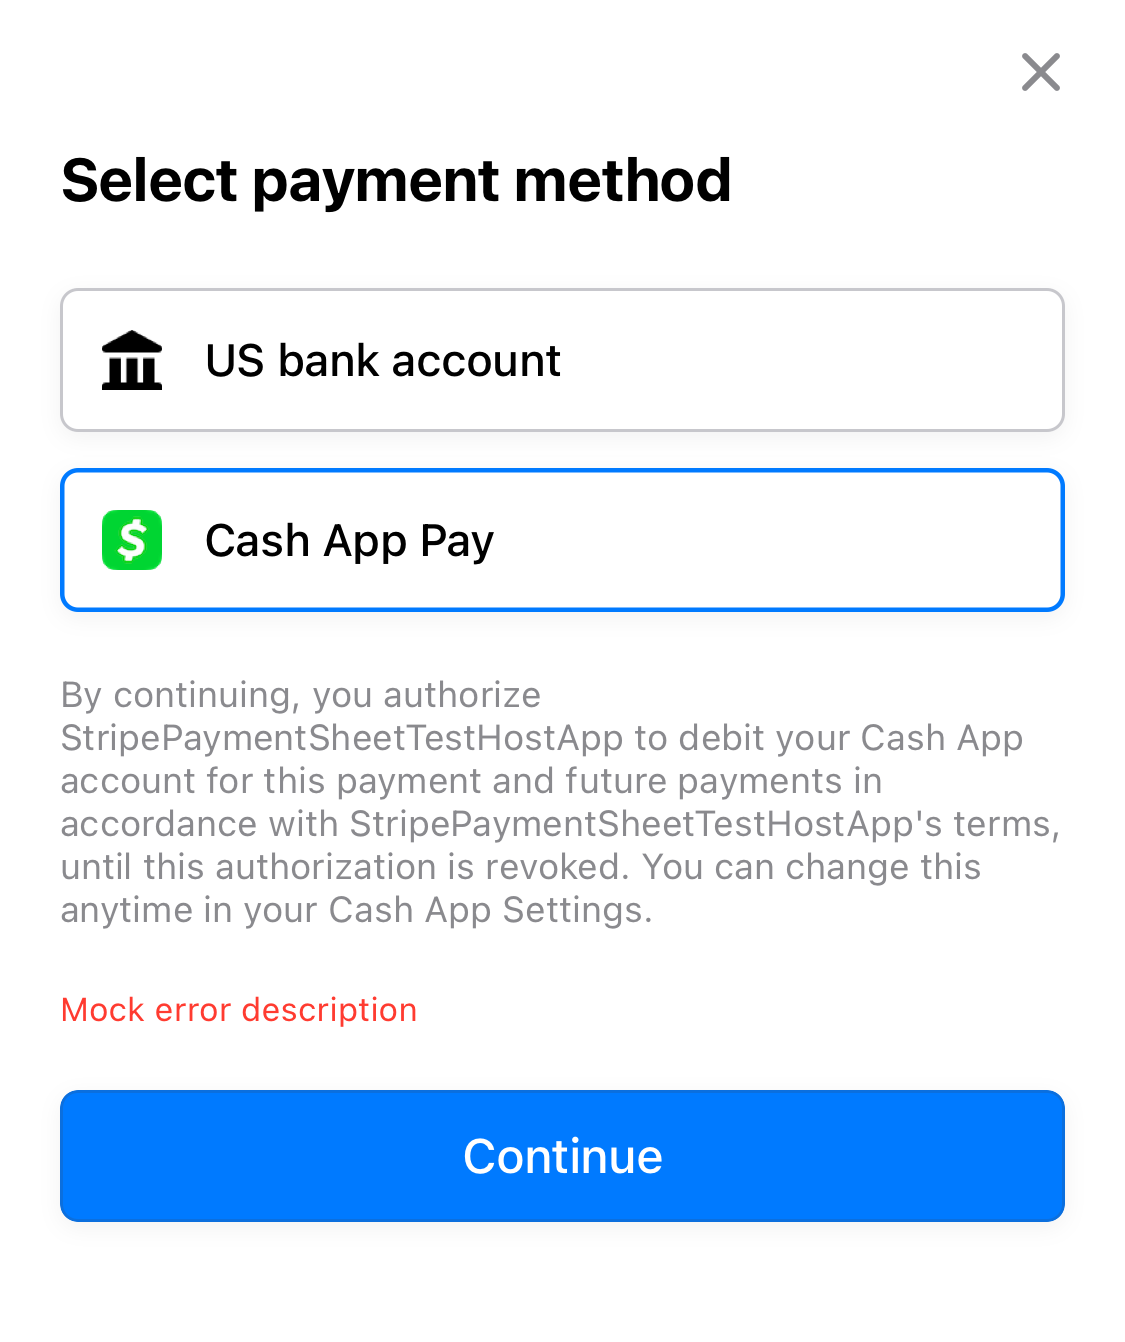 Select payment method
US bank account
$ Cash App Pay
By continuing, you authorize
StripePaymentSheetTestHostApp to debit your Cash App
account for this payment and future payments in
accordance with StripePaymentSheetTestHostApp's terms,
until this authorization is revoked. You can change this
anytime in your Cash App Settings.
Mock error description
Continue